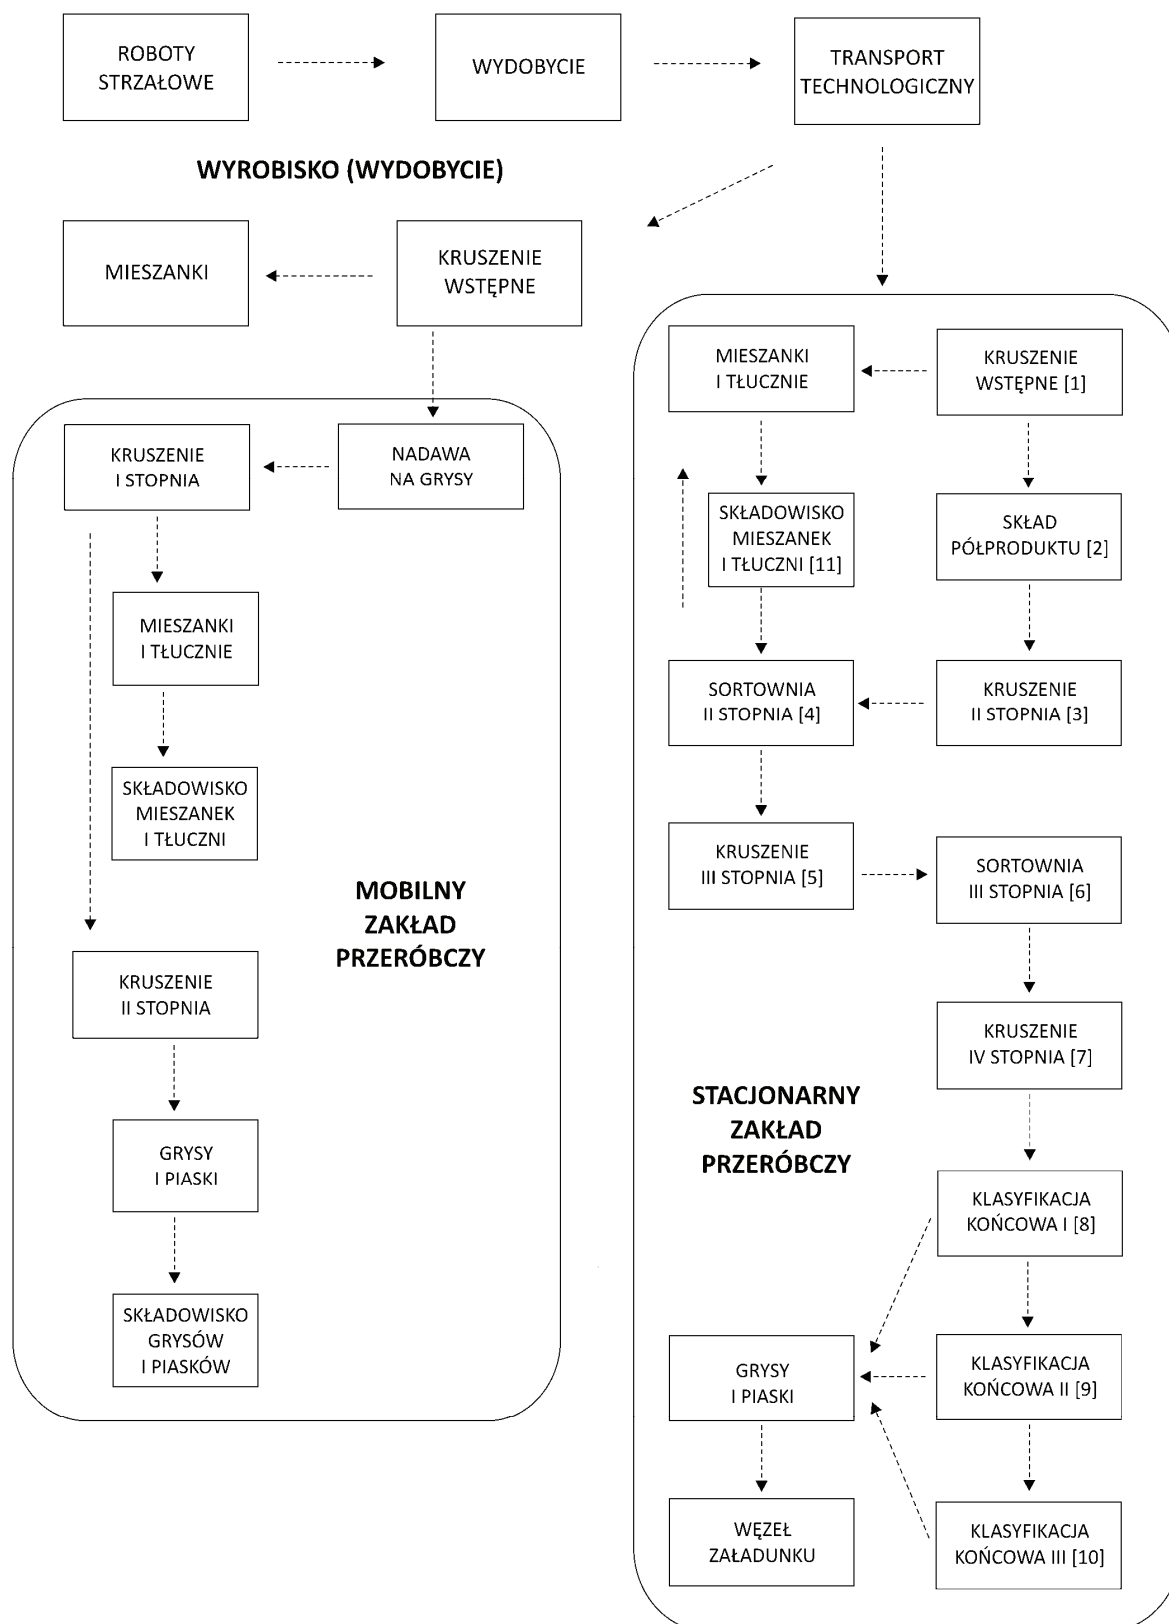 ROBOTY
STRZAŁOWE
WYDOBYCIE
TRANSPORT
TECHNOLOGICZNY
WYROBISKO (WYDOBYCIE)
MIESZANKI
KRUSZENIE
WSTĘPNE
NADAWA
NA GRYSY
KRUSZENIE
I STOPNIA
MIESZANKI
I TŁUCZNIE
SKŁADOWISKO
MIESZANEK
I TŁUCZNI
MOBILNY
ZAKŁAD
PRZERÓBCZY
KRUSZENIE
II STOPNIA
GRYSY
I PIASKI
SKŁADOWISKO
GRYSÓW
I PIASKÓW
MIESZANKI
I TŁUCZNIE
KRUSZENIE
WSTĘPNE [1]
SKŁADOWISKO
MIESZANEK
I TŁUCZNI [11]
SKŁAD
PÓŁPRODUKTU [2]
SORTOWNIA
II STOPNIA [4]
KRUSZENIE
II STOPNIA [3]
KRUSZENIE
III STOPNIA [5]
SORTOWNIA
III STOPNIA [6]
KRUSZENIE
IV STOPNIA [7]
STACJONARNY
ZAKŁAD
PRZERÓBCZY
KLASYFIKACJA
KOŃCOWA I [8]
GRYSY
I PIASKI
KLASYFIKACJA
KOŃCOWA II [9]
WĘZEŁ
ZAŁADUNKU
KLASYFIKACJA
KOŃCOWA III [10]